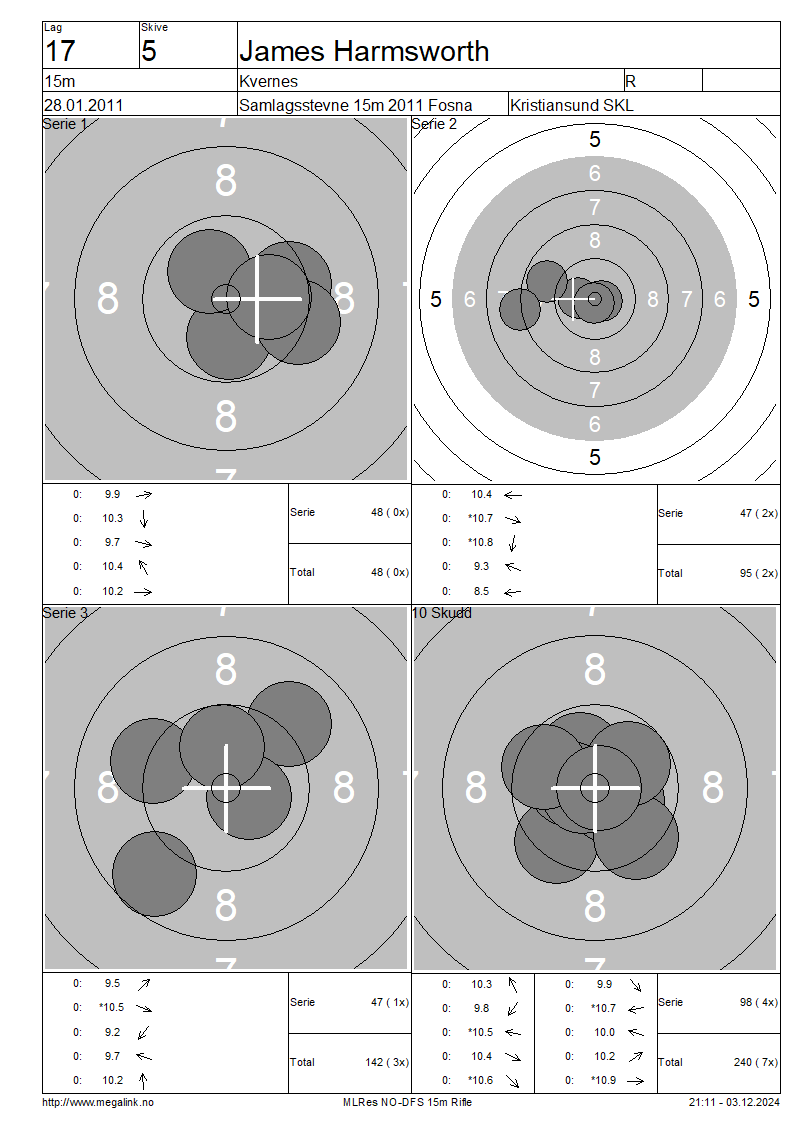 Lag
Skive
17
5
James Harmsworth
15m
Kvernes
R
28.01.2011
Samlagsstevne 15m 2011 Fosna
Kristiansund SKL
Serie 1
7
8
7
8
8
8
7
0: 9.9
0: 10.3
0: 9.7
0: 10.4
0: 10.2
Serie 48 ( 0x)
Total 48 ( 0x)
Serie 2
5
6
7
8
5 6 7 8 7 6 5
8
7
6
5
0: 10.4
0: *10.7
0: *10.8
0: 9.3
0: 8.5
Serie 47 ( 2x)
Total 95 ( 2x)
Serie 3
7
8
8 8
8
7
0: 9.5
0: *10.5
0: 9.2
0: 9.7
0: 10.2
Serie 47 ( 1x)
Total 142 ( 3x)
10 Skudd
7
8
7 8 8 7
8
7
0: 10.3
0: 9.8
0: *10.5
0: 10.4
0: *10.6
0: 9.9
0: *10.7
0: 10.0
0: 10.2
0: *10.9
Serie 98 ( 4x)
Total 240 ( 7x)
http://www.megalink.no
MLRes NO-DFS 15m Rifle
21:11 - 03.12.2024